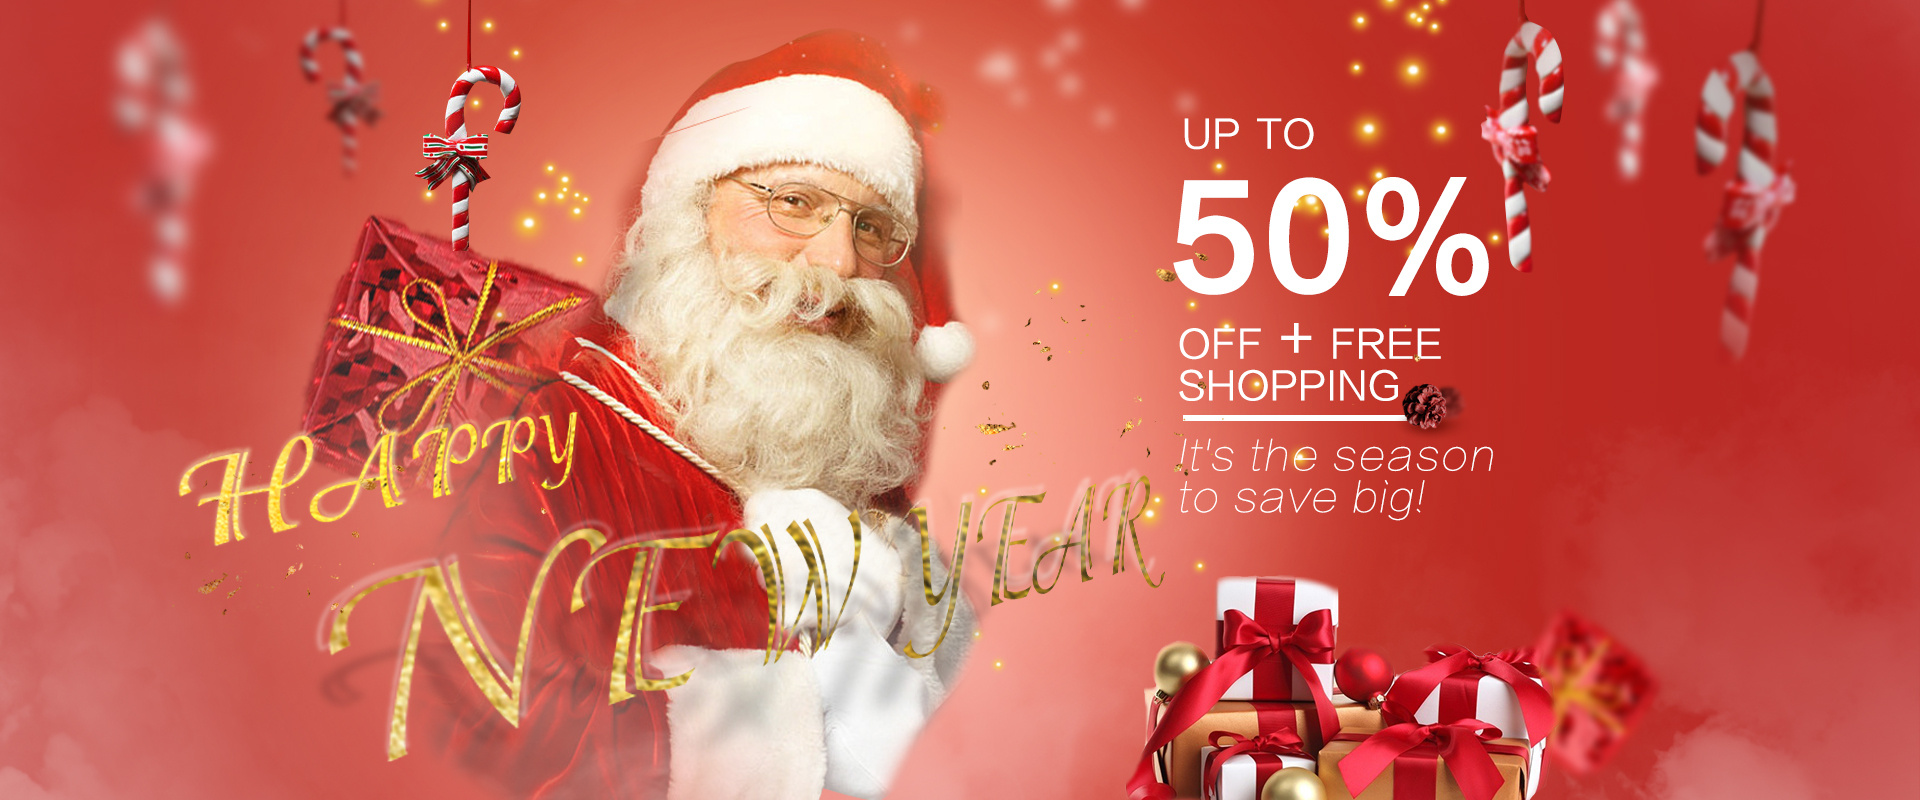 HAPPY
NEW YEAR
UP TO
50%
OFF + FREE
SHOPPING
It's the season
to save big!